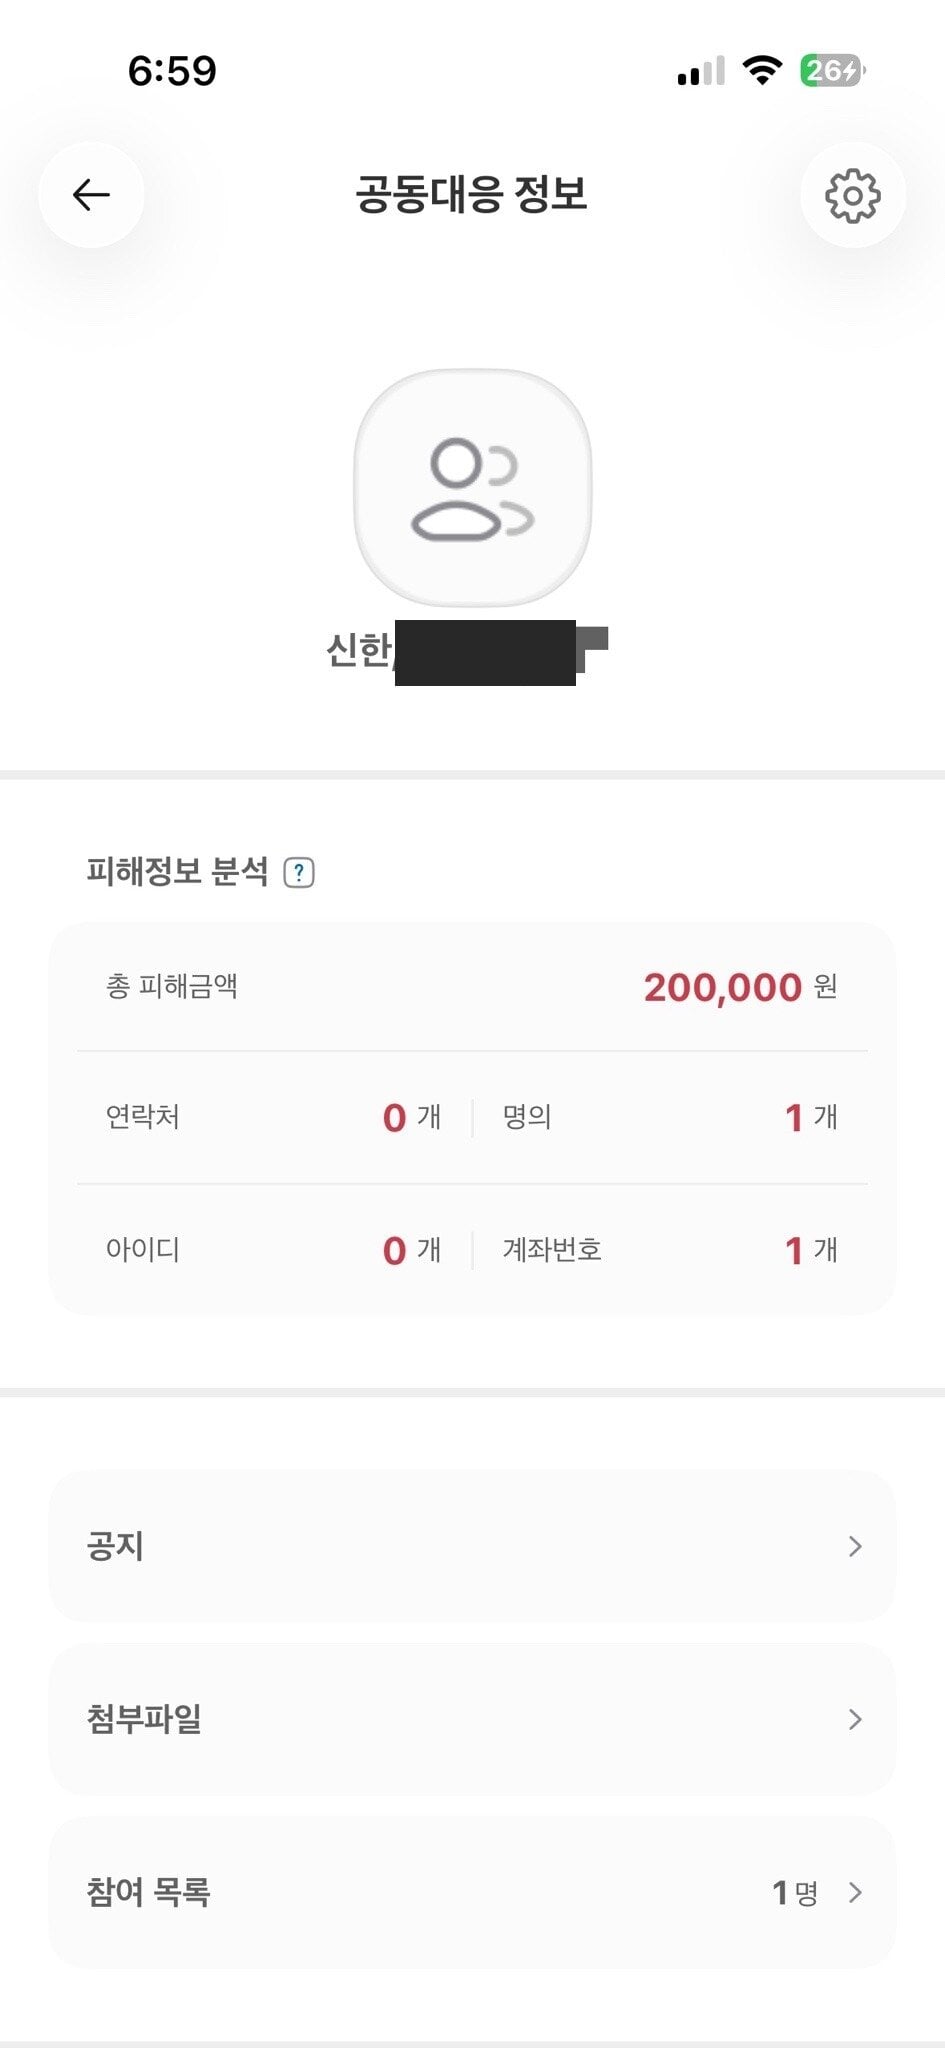 6:59
26
공동대응 정보
신한
피해정보 분석 ?
총 피해금액 200,000 원
연락처 0 개 명의 1 개
아이디 0 개 계좌번호 1 개
공지
첨부파일
참여 목록 1 명